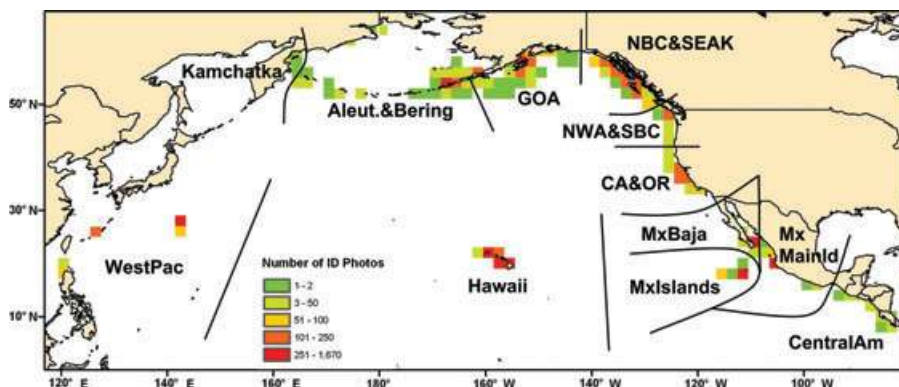 NBC&SEAK
Kamchatka
50° N
Aleut.&Bering
GOA
NWA&SBC
CA&OR
30° N
MxBaja
Mx
Mainld
WestPac
Number of ID Photos
1 - 2
3 - 50
51 - 100
101 - 250
251 - 1,670
Hawaii
MxIslands
10° N
CentralAm
120° E
140° E
160° E
180°
160° W
140° W
120° W
100° W